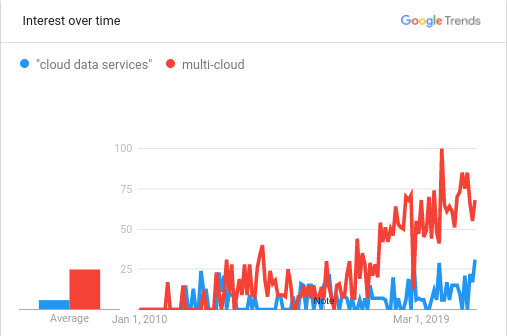 Interest over time
Google Trends
"cloud data services" multi-cloud
100
75
50
25
Note
Average
Jan 1, 2010 Mar 1, 2019